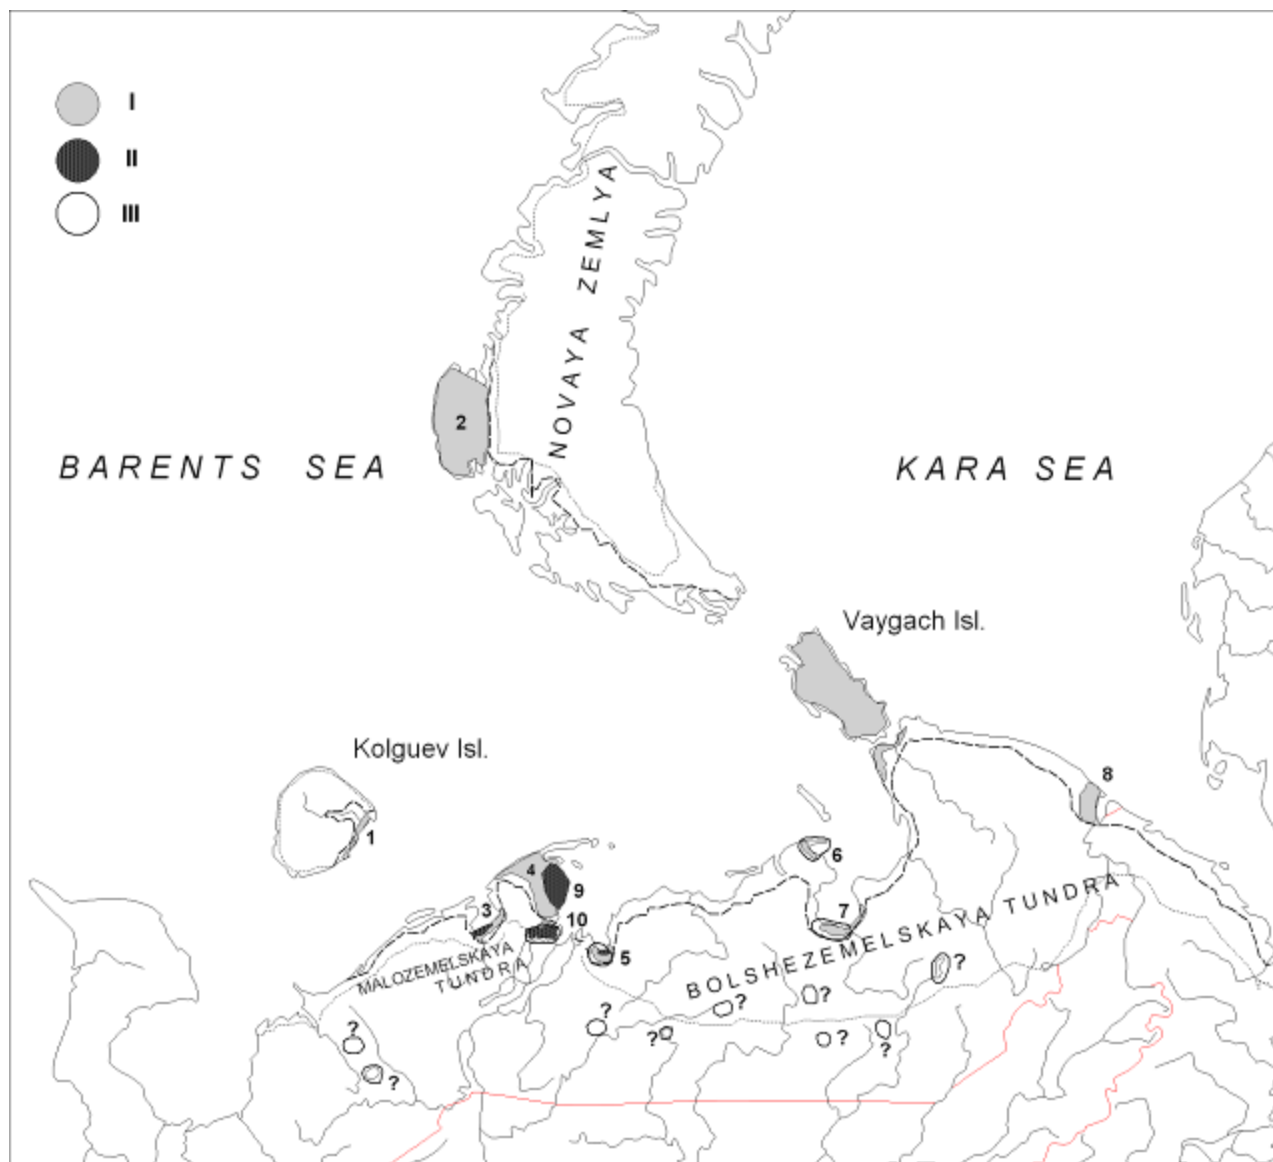 I
II
III
NOVAYA ZEMLYA
2
BARENTS SEA
KARA SEA
Vaygach Isl.
Kolguev Isl.
8
1
6
4
9
3
10
7
5
MALOZEMELSKAYA
TUNDRA
BOLSHEZEMELSKAYA TUNDRA
?
?
?
?
?
?
?
?
?
?